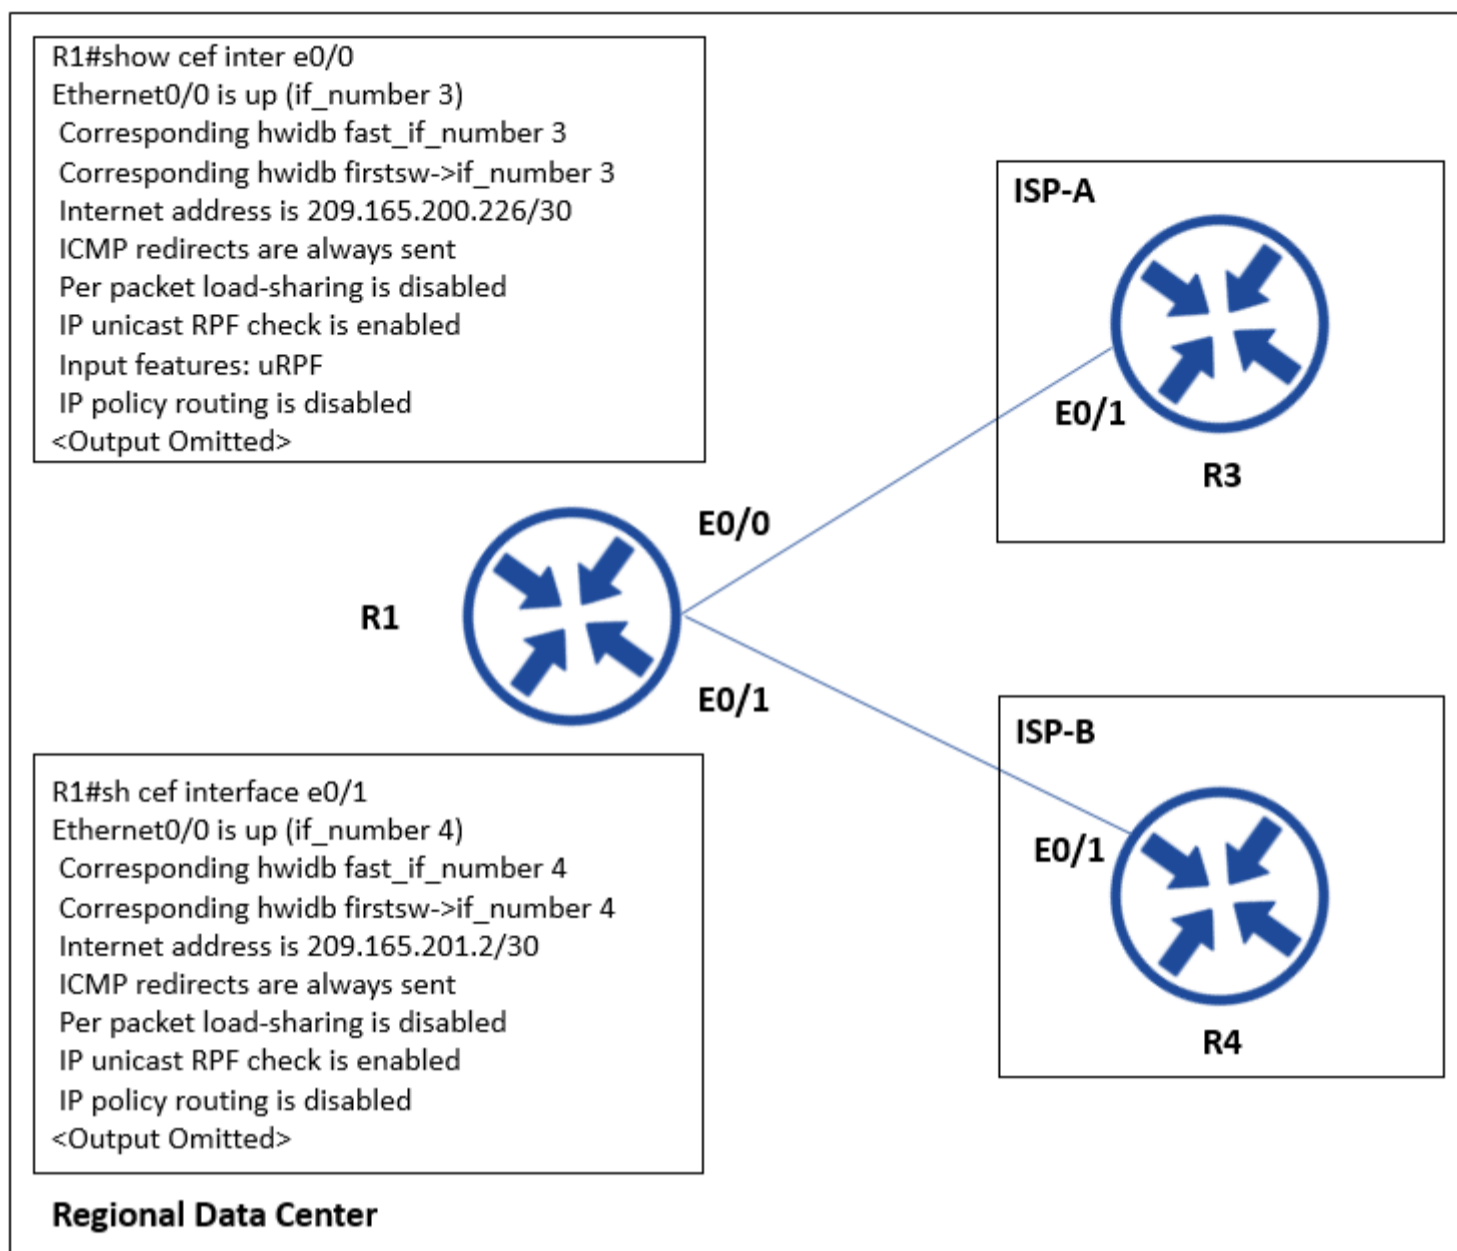 R1#show cef inter e0/0
Ethernet0/0 is up (if_number 3)
Corresponding hwidb fast_if_number 3
Corresponding hwidb firstsw->if_number 3
Internet address is 209.165.200.226/30
ICMP redirects are always sent
Per packet load-sharing is disabled
IP unicast RPF check is enabled
Input features: uRPF
IP policy routing is disabled
<Output Omitted>
ISP-A
E0/1
R3
E0/0
R1
E0/1
ISP-B
E0/1
R4
R1#sh cef interface e0/1
Ethernet0/0 is up (if_number 4)
Corresponding hwidb fast_if_number 4
Corresponding hwidb firstsw->if_number 4
Internet address is 209.165.201.2/30
ICMP redirects are always sent
Per packet load-sharing is disabled
IP unicast RPF check is enabled
IP policy routing is disabled
<Output Omitted>
Regional Data Center